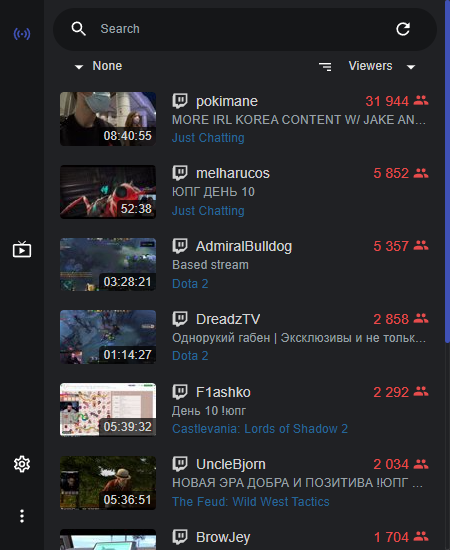 Search
None
Viewers
pokimane 31 944
MORE IRL KOREA CONTENT W/ JAKE AN...
Just Chatting
08:40:55
melharucos 5 852
ЮПГ ДЕНЬ 10
Just Chatting
52:38
AdmiralBulldog 5 357
Based stream
Dota 2
03:28:21
DreadzTV 2 858
Однорукий габен | Эксклюзивы и не тольк...
Dota 2
01:14:27
F1ashko 2 292
День 10 !юпг
Castlevania: Lords of Shadow 2
05:39:32
UncleBjorn 2 034
НОВАЯ ЭРА ДОБРА И ПОЗИТИВА !ЮПГ ...
The Feud: Wild West Tactics
05:36:51
BrowJey 1 704